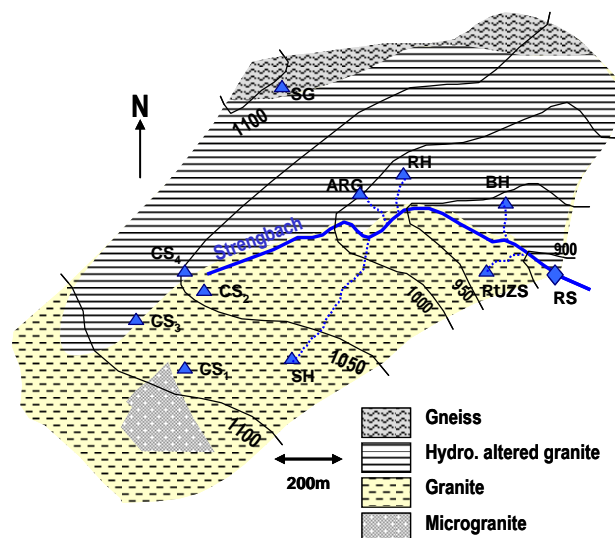 SG
1100
N
RH
ARG
BH
Strengbach
900
CS4
CS2
RUZS
RS
950
1000
CS3
1050
CS1
SH
1100
Gneiss
Hydro. altered granite
200m
Granite
Microgranite